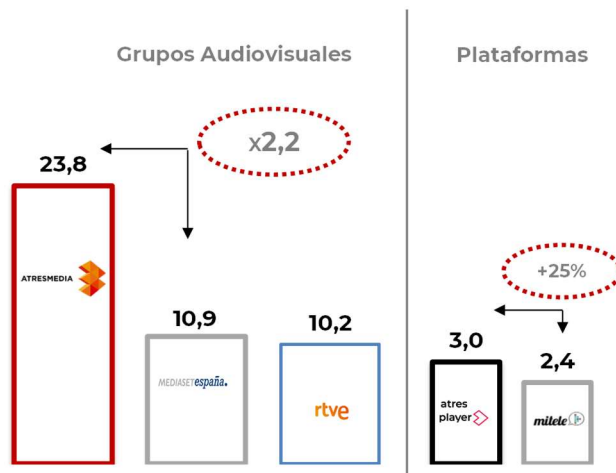 Grupos Audiovisuales
Plataformas
x2,2
23,8
ATRESMEDIA
10,9
MEDIASETespaña.
10,2
rtve
+25%
3,0
atres
player
2,4
mitele